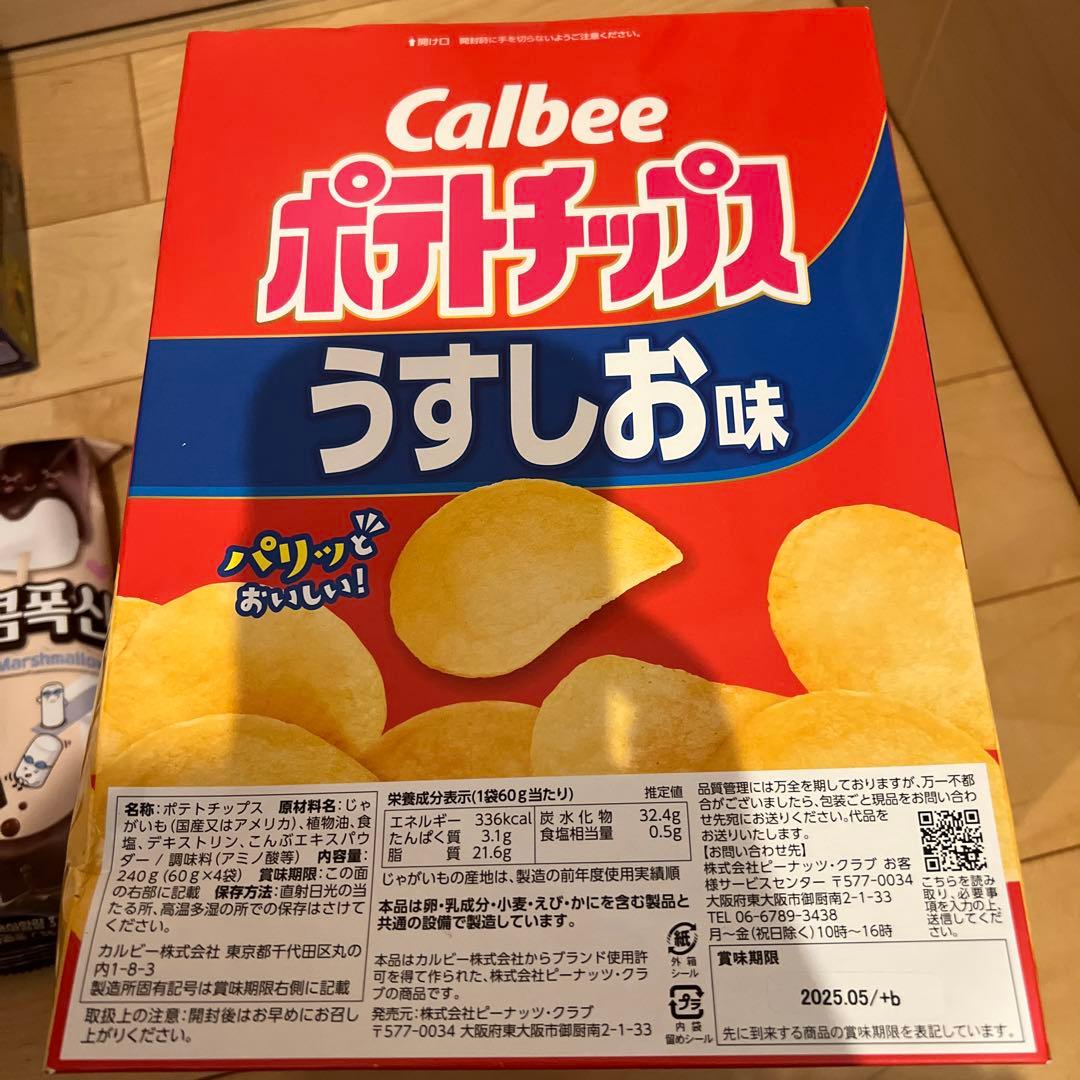 ⬆開け口 開封時に手を切らないようご注意ください。
Calbee
ポテトチップス
うすしお味
パリッと
おいしい!
Marshmallow
名称:ポテトチップス 原材料名:じゃ
がいも(国産又はアメリカ)、植物油、食
塩、デキストリン、こんぶエキスパウ
ダー / 調味料(アミノ酸等) 内容量:
240g(60g×4袋) 賞味期限:この面
の右部に記載 保存方法:直射日光の当
たる所、高温多湿の所での保存はさけて
ください。
カルビー株式会社 東京都千代田区丸の
内1-8-3
製造所固有記号は賞味期限右側に記載
取扱上の注意:開封後はお早めにお召し
上がりください。
栄養成分表示(1袋60g当たり) 推定値
エネルギー 336kcal 炭水化物 32.4g
たんぱく質 3.1g 食塩相当量 0.5g
脂質 21.6g
じゃがいもの産地は、製造の前年度使用実績順
本品は卵・乳成分・小麦・えび・かにを含む製品と
共通の設備で製造しています。
本品はカルビー株式会社からブランド使用許
可を得て作られた、株式会社ピーナッツ・クラ
ブの商品です。
発売元:株式会社ピーナッツ・クラブ
〒577-0034 大阪府東大阪市御厨南2-1-33
紙
外箱
シール
プラ
内袋
留めシール
品質管理には万全を期しておりますが、万一不都
合がございましたら、包装ごと現品をお問い合わ
せ先宛にお送りください。代品を
お送りいたします。
【お問い合わせ先】
株式会社ピーナッツ・クラブ お客
様サービスセンター 〒577-0034
大阪府東大阪市御厨南2-1-33
TEL 06-6789-3438
月〜金(祝日除く)10時〜16時
こちらを読み
取り、必要事
項を入力の上、
送信してくだ
さい。
賞味期限
2025.05/+b
先に到来する商品の賞味期限を表記しています。